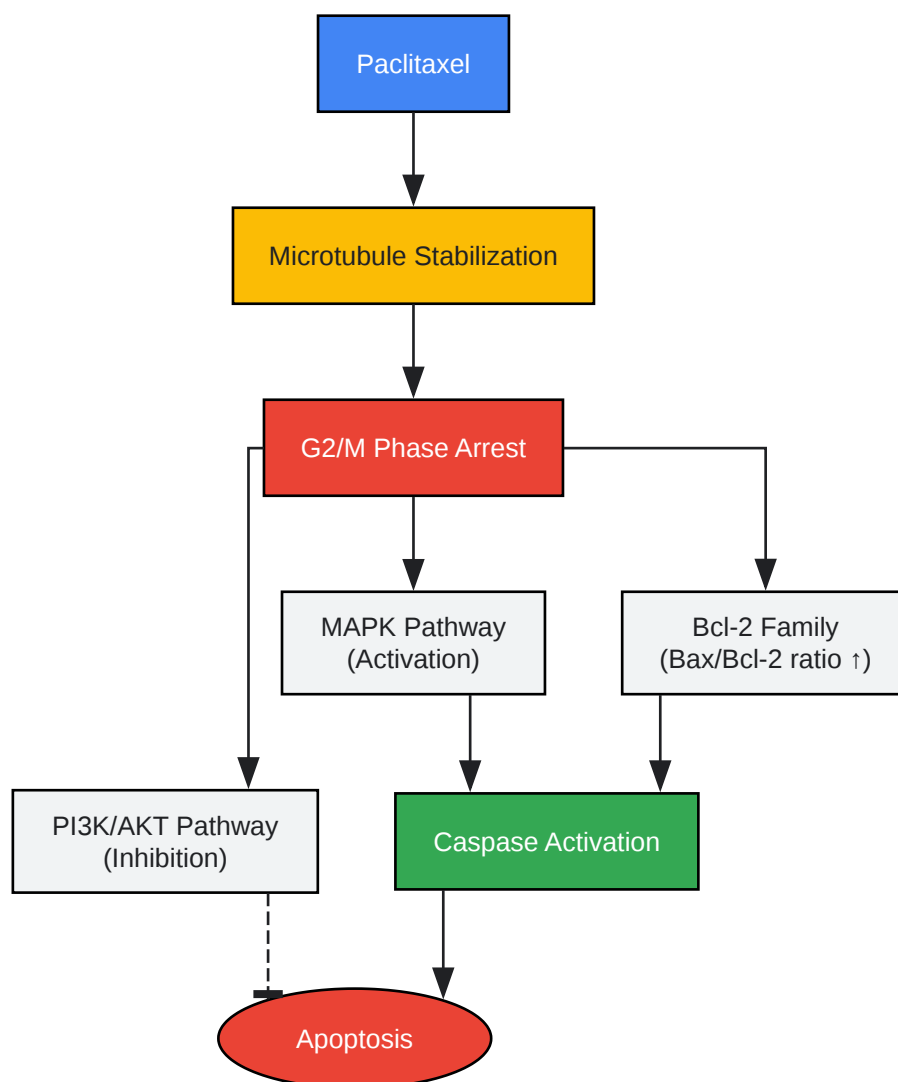 Paclitaxel
Microtubule Stabilization
G2/M Phase Arrest
MAPK Pathway
(Activation)
Bcl-2 Family
(Bax/Bcl-2 ratio ↑)
PI3K/AKT Pathway
(Inhibition)
Caspase Activation
Apoptosis